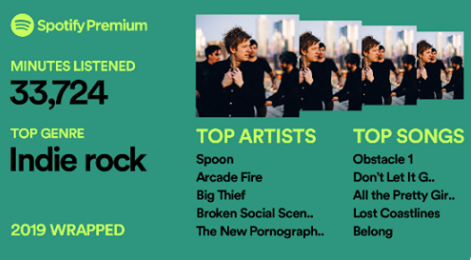 Spotify Premium
MINUTES LISTENED
33,724
TOP GENRE
Indie rock
2019 WRAPPED
TOP ARTISTS
Spoon
Arcade Fire
Big Thief
Broken Social Scen..
The New Pornograph..
TOP SONGS
Obstacle 1
Don't Let It G..
All the Pretty Gir..
Lost Coastlines
Belong